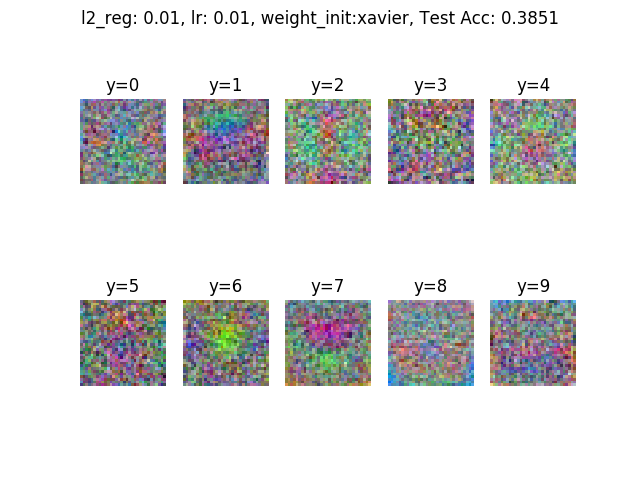 l2_reg: 0.01, lr: 0.01, weight_init:xavier, Test Acc: 0.3851
y=0 y=1 y=2 y=3 y=4
y=5 y=6 y=7 y=8 y=9